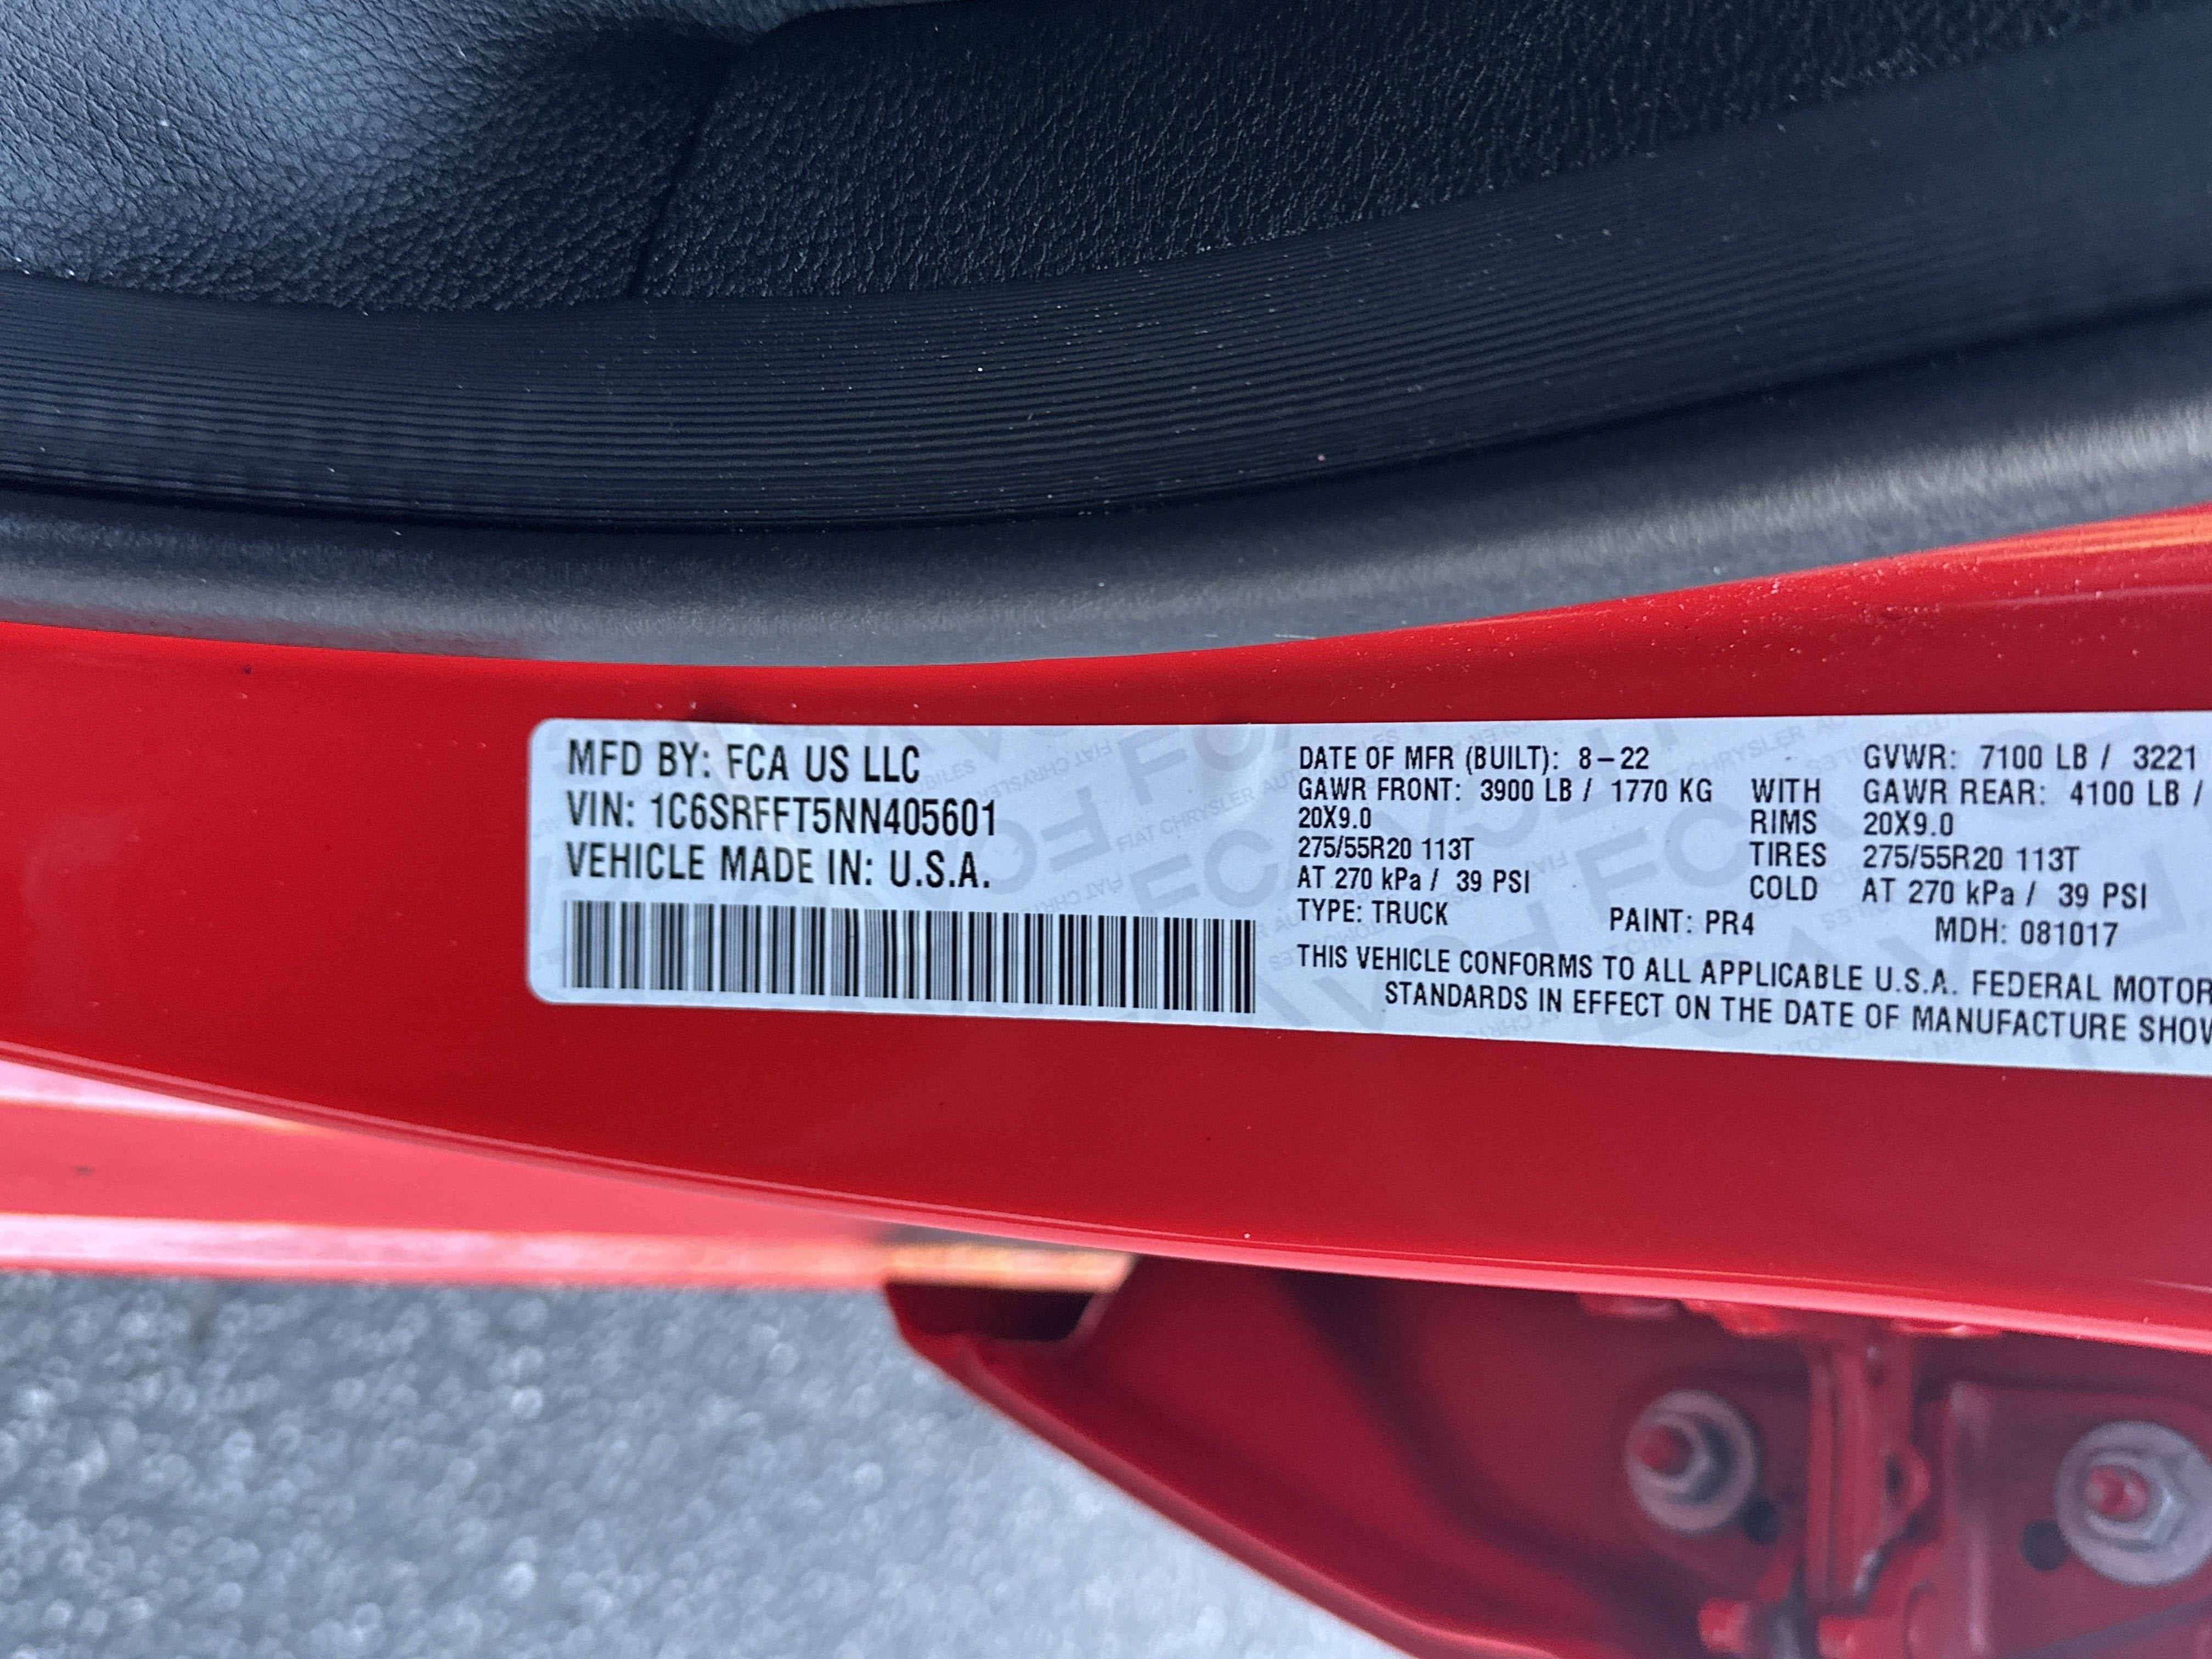 MFD BY: FCA US LLC
VIN: 1C6SRFFT5NN405601
VEHICLE MADE IN: U.S.A.
DATE OF MFR (BUILT): 8-22 GVWR: 7100 LB / 3221
GAWR FRONT: 3900 LB / 1770 KG WITH GAWR REAR: 4100 LB /
20X9.0 RIMS 20X9.0
275/55R20 113T TIRES 275/55R20 113T
AT 270 kPa / 39 PSI COLD AT 270 kPa / 39 PSI
TYPE: TRUCK PAINT: PR4 MDH: 081017
THIS VEHICLE CONFORMS TO ALL APPLICABLE U.S.A. FEDERAL MOTOR
STANDARDS IN EFFECT ON THE DATE OF MANUFACTURE